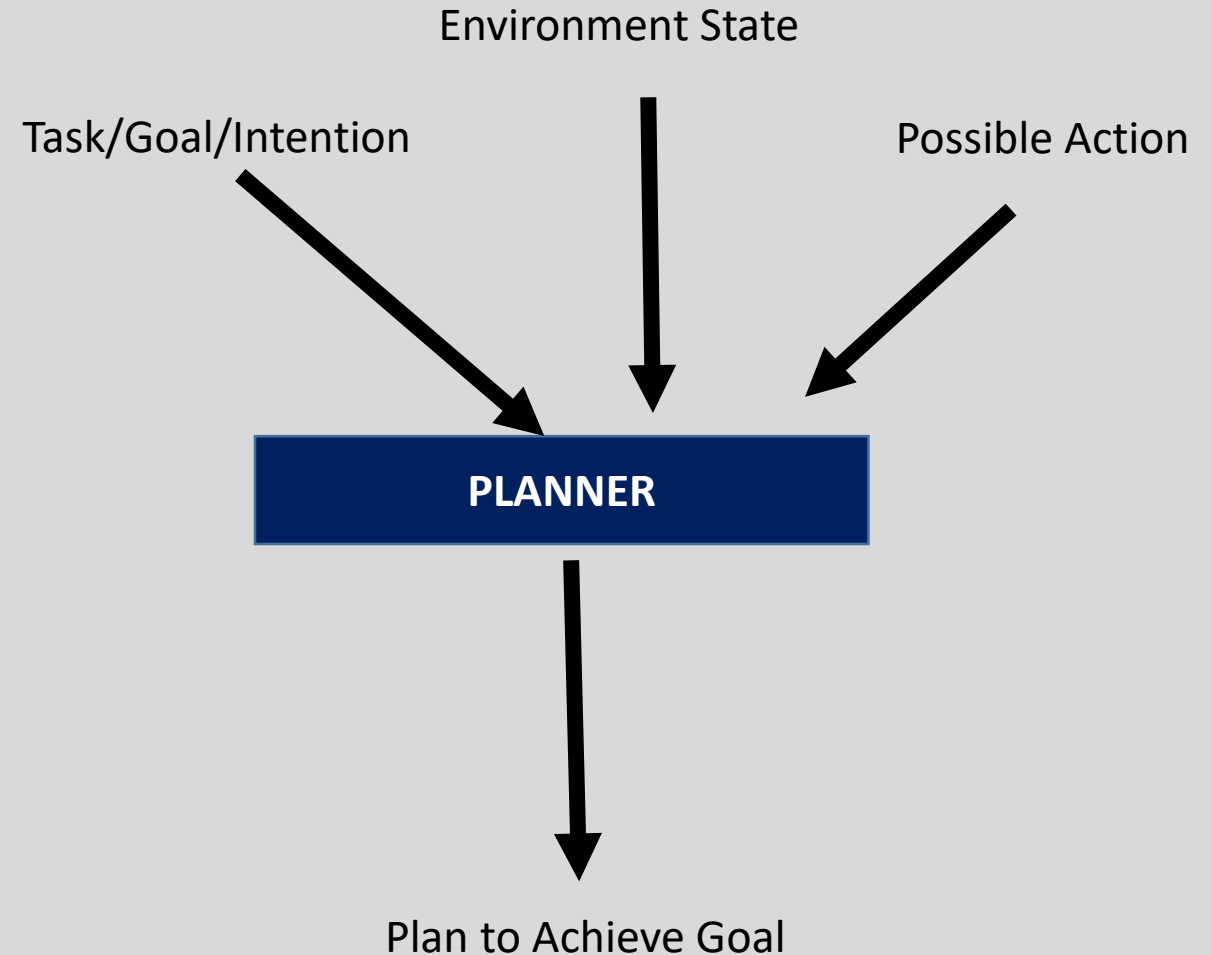 Environment State
Task/Goal/Intention
Possible Action
PLANNER
Plan to Achieve Goal